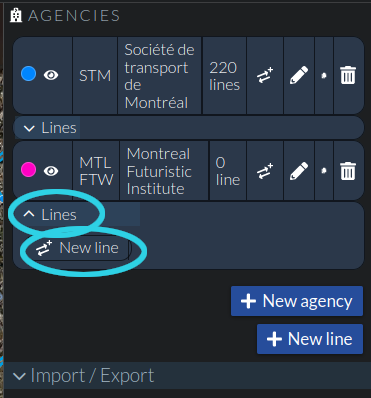 AGENCIES
STM
Société de
transport
de
Montréal
220
lines
Lines
MTL
FTW
Montreal
Futuristic
Institute
0
line
Lines
New line
New agency
New line
Import / Export